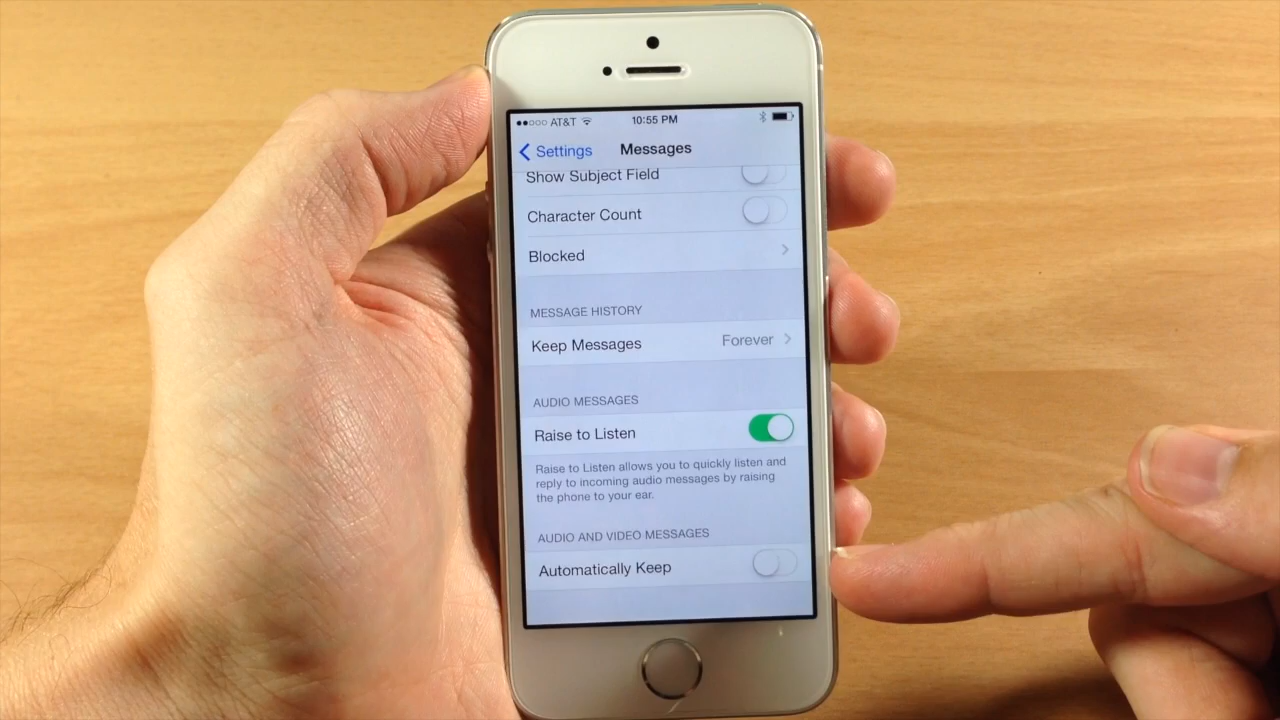 AT&T 10:55 PM
Settings Messages
Show Subject Field
Character Count
Blocked
MESSAGE HISTORY
Keep Messages Forever
AUDIO MESSAGES
Raise to Listen
Raise to Listen allows you to quickly listen and
reply to incoming audio messages by raising
the phone to your ear.
AUDIO AND VIDEO MESSAGES
Automatically Keep